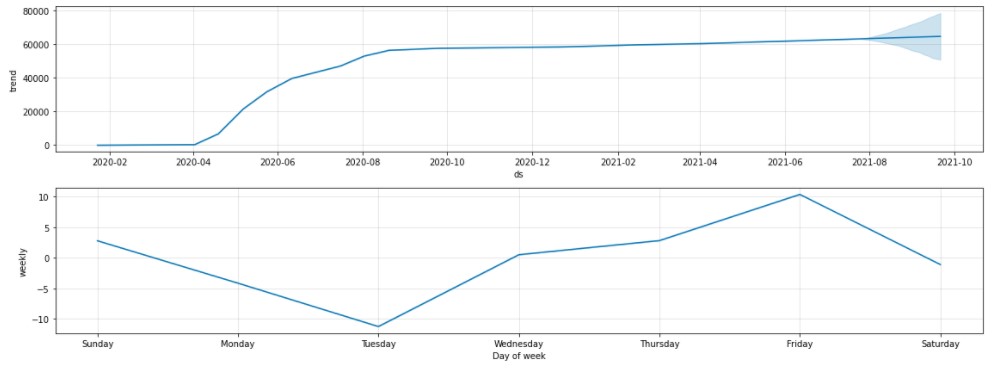 80000
60000
40000
20000
0
trend
2020-02 2020-04 2020-06 2020-08 2020-10 2020-12 2021-02 2021-04 2021-06 2021-08 2021-10
ds
10
5
0
−5
−10
weekly
Sunday Monday Tuesday Wednesday Thursday Friday Saturday
Day of week